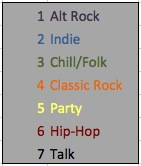 1 Alt Rock
2 Indie
3 Chill/Folk
4 Classic Rock
5 Party
6 Hip-Hop
7 Talk